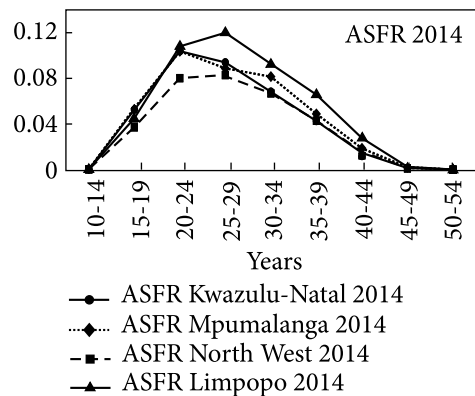 ASFR 2014
0.12
0.08
0.04
0
10-14
15-19
20-24
25-29
30-34
35-39
40-44
45-49
50-54
Years
ASFR Kwazulu-Natal 2014
ASFR Mpumalanga 2014
ASFR North West 2014
ASFR Limpopo 2014